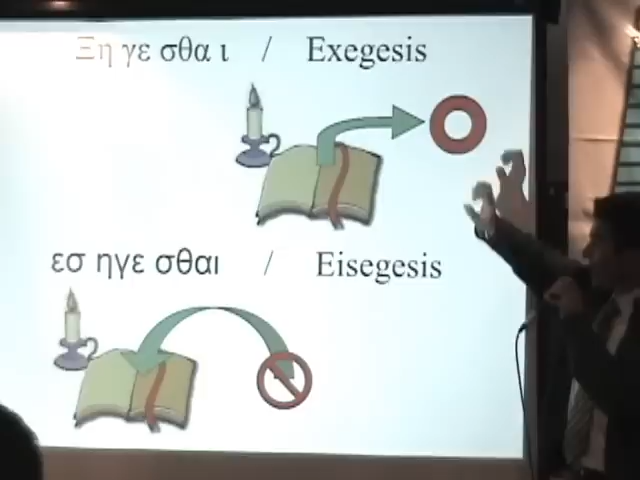 Ξη γε σθα ι / Exegesis
εσ ηγε σθαι / Eisegesis